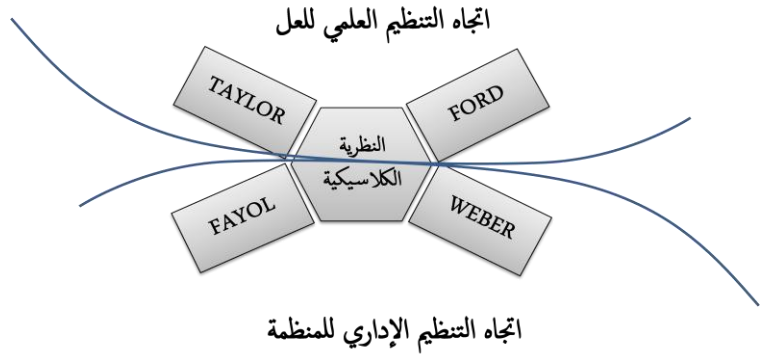 اتجاه التنظيم العلمي للعل
TAYLOR
FORD
النظرية
الكلاسيكية
FAYOL
WEBER
اتجاه التنظيم الإداري للمنظمة